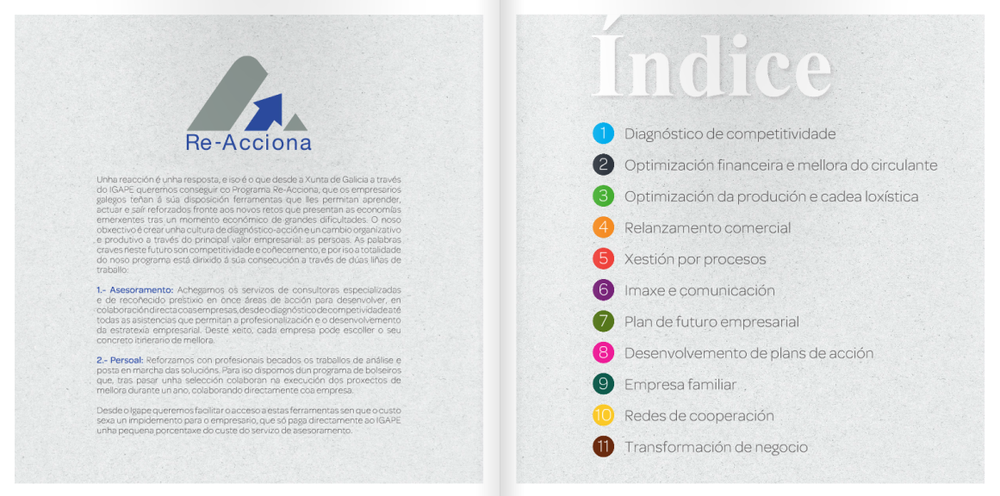 Re-Acciona
Unha reacción é unha resposta, e iso é o que desde a Xunta de Galicia a través
do IGAPE queremos conseguir co Programa Re-Acciona, que os empresarios
galegos teñan á súa disposición ferramentas que lles permitan aprender,
actuar e saír reforzados fronte aos novos retos que presentan as economías
emerxentes tras un momento económico de grandes dificultades. O noso
obxectivo é crear unha cultura de diagnóstico-acción e un cambio organizativo
e produtivo a través do principal valor empresarial: as persoas. As palabras
craves neste futuro son competitividade e coñecemento, e por iso a totalidade
do noso programa está dirixido á súa consecución a través de dúas liñas de
traballo:
1.- Asesoramento: Achegamos os servizos de consultoras especializadas
e de recoñecido prestixio en once áreas de acción para desenvolver, en
colaboración directa coas empresas, desde o diagnóstico de competividade até
todas as asistencias que permitan a profesionalización e o desenvolvemento
da estratexia empresarial. Deste xeito, cada empresa pode escoller o seu
concreto itinerario de mellora.
2.- Persoal: Reforzamos con profesionais becados os traballos de análise e
posta en marcha das solucións. Para iso dispomos dun programa de bolseiros
que, tras pasar unha selección colaboran na execución dos proxectos de
mellora durante un ano, colaborando directamente coa empresa.
Desde o Igape queremos facilitar o acceso a estas ferramentas sen que o custo
sexa un impidemento para o empresario, que só paga directamente ao IGAPE
unha pequena porcentaxe do custe do servizo de asesoramento.
Índice
1 Diagnóstico de competitividade
2 Optimización financeira e mellora do circulante
3 Optimización da produción e cadea loxística
4 Relanzamento comercial
5 Xestión por procesos
6 Imaxe e comunicación
7 Plan de futuro empresarial
8 Desenvolvemento de plans de acción
9 Empresa familiar
10 Redes de cooperación
11 Transformación de negocio